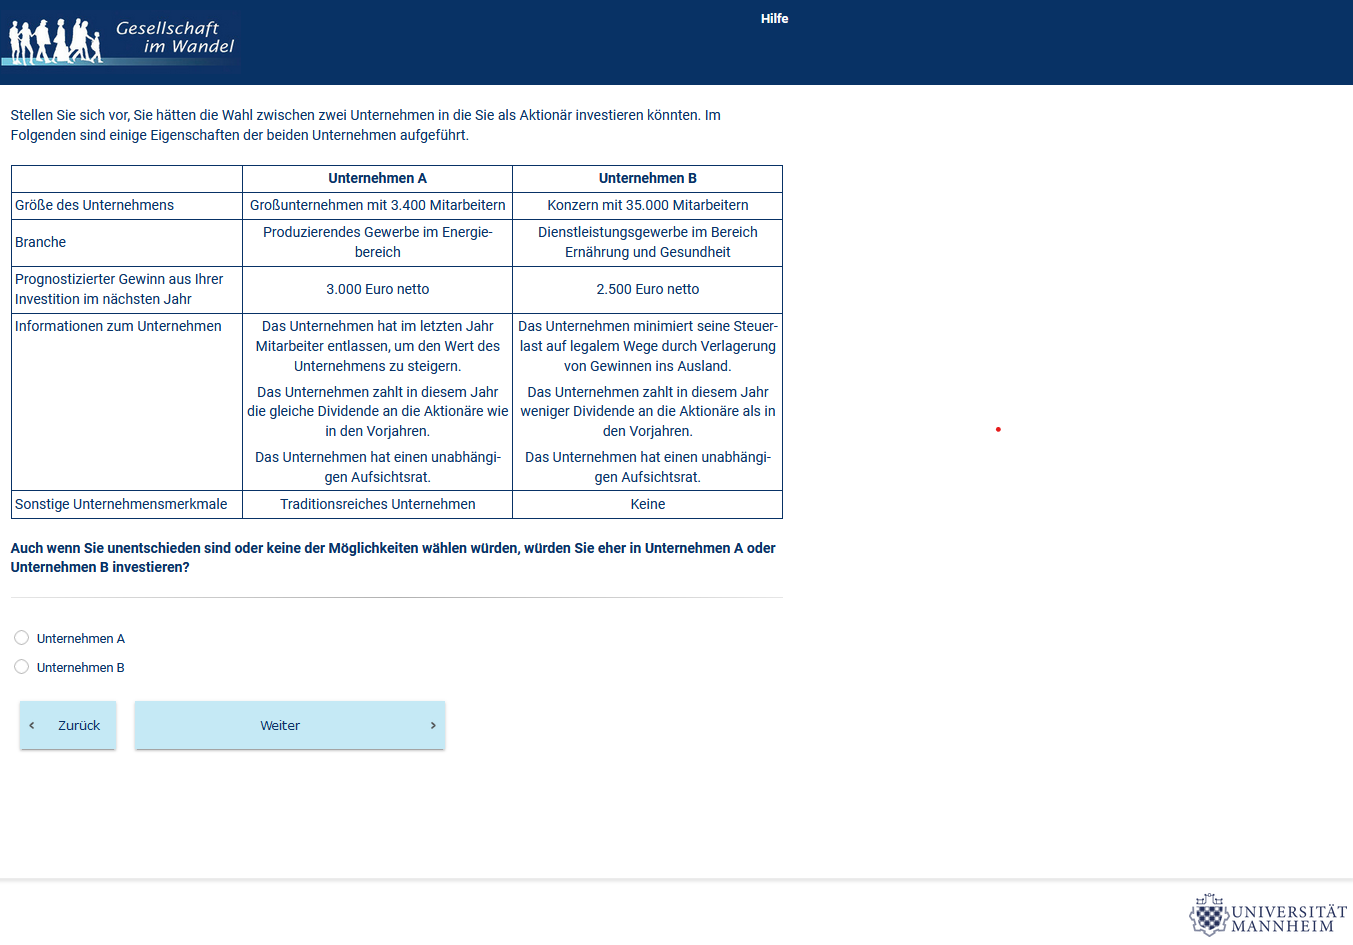 Gesellschaft
im Wandel
Hilfe
Stellen Sie sich vor, Sie hätten die Wahl zwischen zwei Unternehmen in die Sie als Aktionär investieren könnten. Im
Folgenden sind einige Eigenschaften der beiden Unternehmen aufgeführt.
Unternehmen A
Unternehmen B
Größe des Unternehmens
Großunternehmen mit 3.400 Mitarbeitern
Konzern mit 35.000 Mitarbeitern
Branche
Produzierendes Gewerbe im Energie-
bereich
Dienstleistungsgewerbe im Bereich
Ernährung und Gesundheit
Prognostizierter Gewinn aus Ihrer
Investition im nächsten Jahr
3.000 Euro netto
2.500 Euro netto
Informationen zum Unternehmen
Das Unternehmen hat im letzten Jahr
Mitarbeiter entlassen, um den Wert des
Unternehmens zu steigern.
Das Unternehmen zahlt in diesem Jahr
die gleiche Dividende an die Aktionäre wie
in den Vorjahren.
Das Unternehmen hat einen unabhängi-
gen Aufsichtsrat.
Das Unternehmen minimiert seine Steuer-
last auf legalem Wege durch Verlagerung
von Gewinnen ins Ausland.
Das Unternehmen zahlt in diesem Jahr
weniger Dividende an die Aktionäre als in
den Vorjahren.
Das Unternehmen hat einen unabhängi-
gen Aufsichtsrat.
Sonstige Unternehmensmerkmale
Traditionsreiches Unternehmen
Keine
Auch wenn Sie unentschieden sind oder keine der Möglichkeiten wählen würden, würden Sie eher in Unternehmen A oder
Unternehmen B investieren?
Unternehmen A
Unternehmen B
Zurück
Weiter
UNIVERSITÄT
MANNHEIM